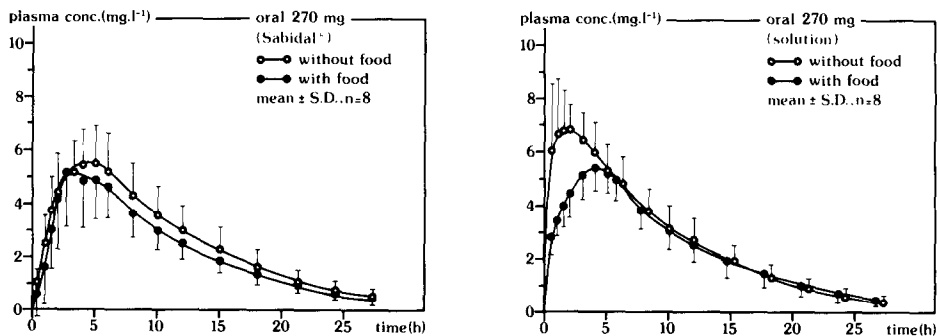 plasma conc.(mg.l⁻¹)
oral 270 mg
(Sabidal®)
without food
with food
mean ± S.D..n=8
10
8
6
4
2
0
0 5 10 15 20 25 time(h)
plasma conc.(mg.l⁻¹)
oral 270 mg
(solution)
without food
with food
mean ± S.D..n=8
10
8
6
4
2
0
0 5 10 15 20 25 time(h)